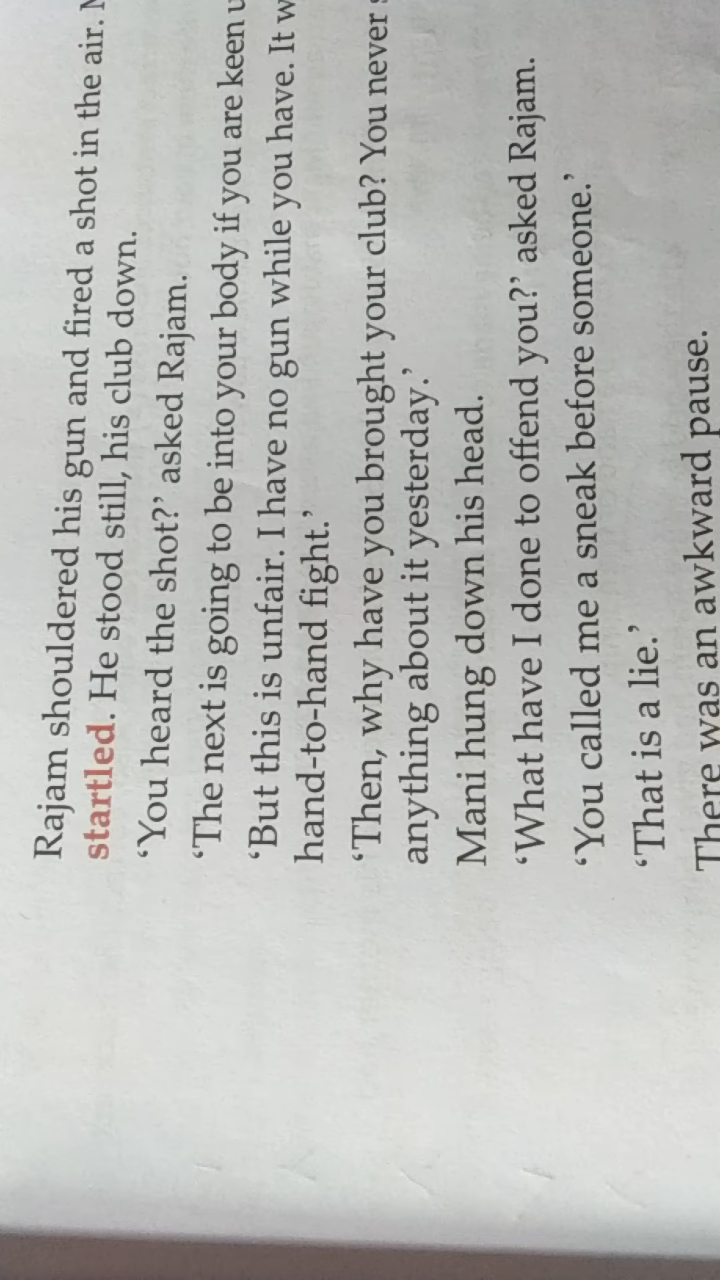 Rajam shouldered his gun and fired a shot in the air.
startled. He stood still, his club down.
‘You heard the shot?’ asked Rajam.
‘The next is going to be into your body if you are keen
‘But this is unfair. I have no gun while you have. It
hand-to-hand fight.’
‘Then, why have you brought your club? You never
anything about it yesterday.’
Mani hung down his head.
‘What have I done to offend you?’ asked Rajam.
‘You called me a sneak before someone.’
‘That is a lie.’
There was an awkward pause.